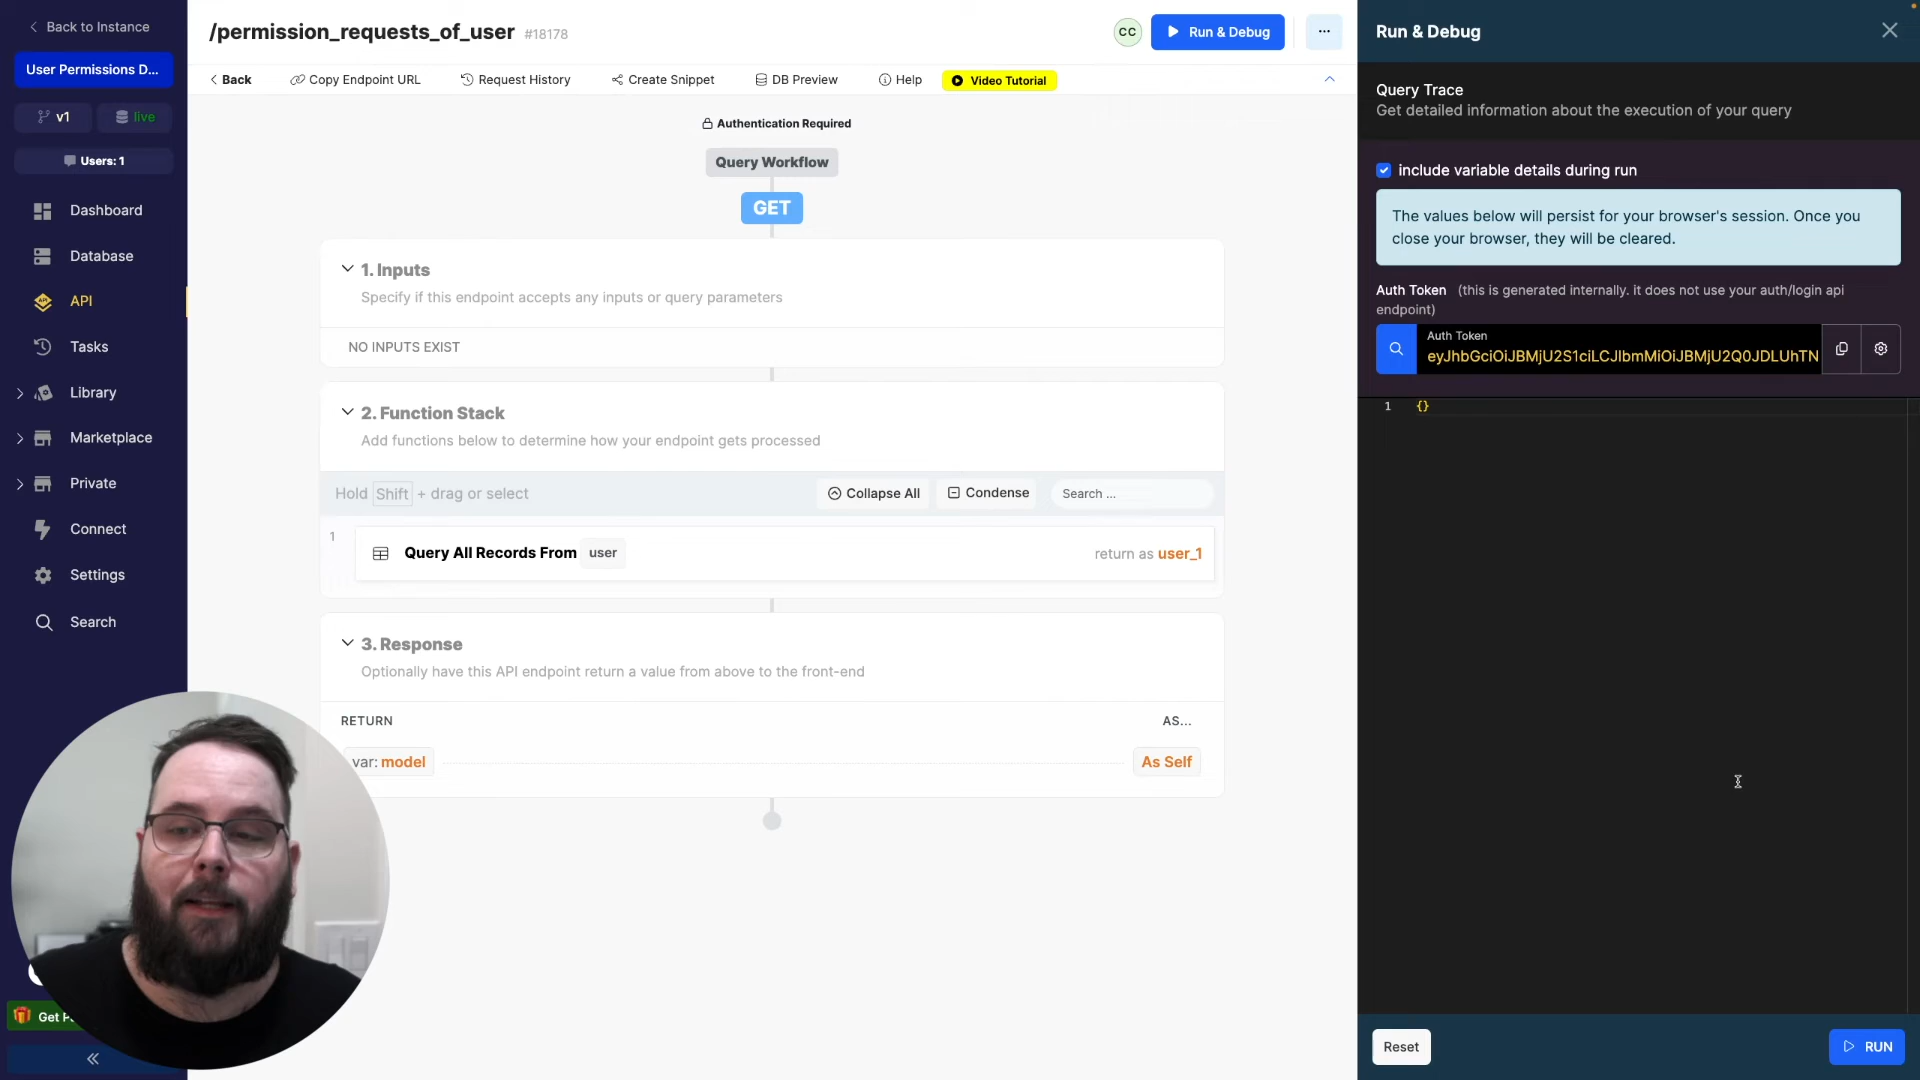 Back to Instance
User Permissions D...
v1
live
Users: 1
Dashboard
Database
API
Tasks
Library
Marketplace
Private
Connect
Settings
Search
/permission_requests_of_user #18178
CC
Run & Debug
Back
Copy Endpoint URL
Request History
Create Snippet
DB Preview
Help
Video Tutorial
Authentication Required
Query Workflow
GET
1. Inputs
Specify if this endpoint accepts any inputs or query parameters
NO INPUTS EXIST
2. Function Stack
Add functions below to determine how your endpoint gets processed
Hold Shift + drag or select
Collapse All
Condense
Search ...
1
Query All Records From user
return as user_1
3. Response
Optionally have this API endpoint return a value from above to the front-end
RETURN
AS...
var: model
As Self
Run & Debug
Query Trace
Get detailed information about the execution of your query
include variable details during run
The values below will persist for your browser's session. Once you
close your browser, they will be cleared.
Auth Token (this is generated internally. it does not use your auth/login api
endpoint)
Auth Token
eyJhbGciOiJBMjU2S1ciLCJlbmMiOiJBMjU2Q0JDLUhTN
1 {}
Reset
RUN